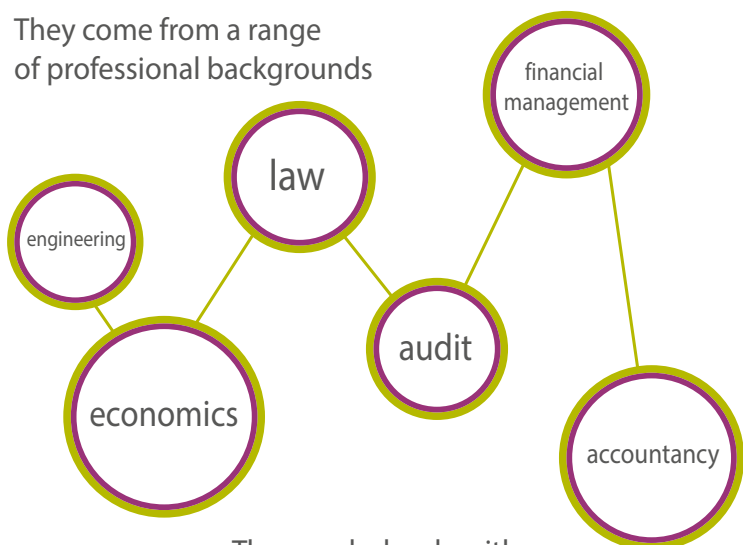 They come from a range
of professional backgrounds
financial
management
law
engineering
audit
economics
accountancy